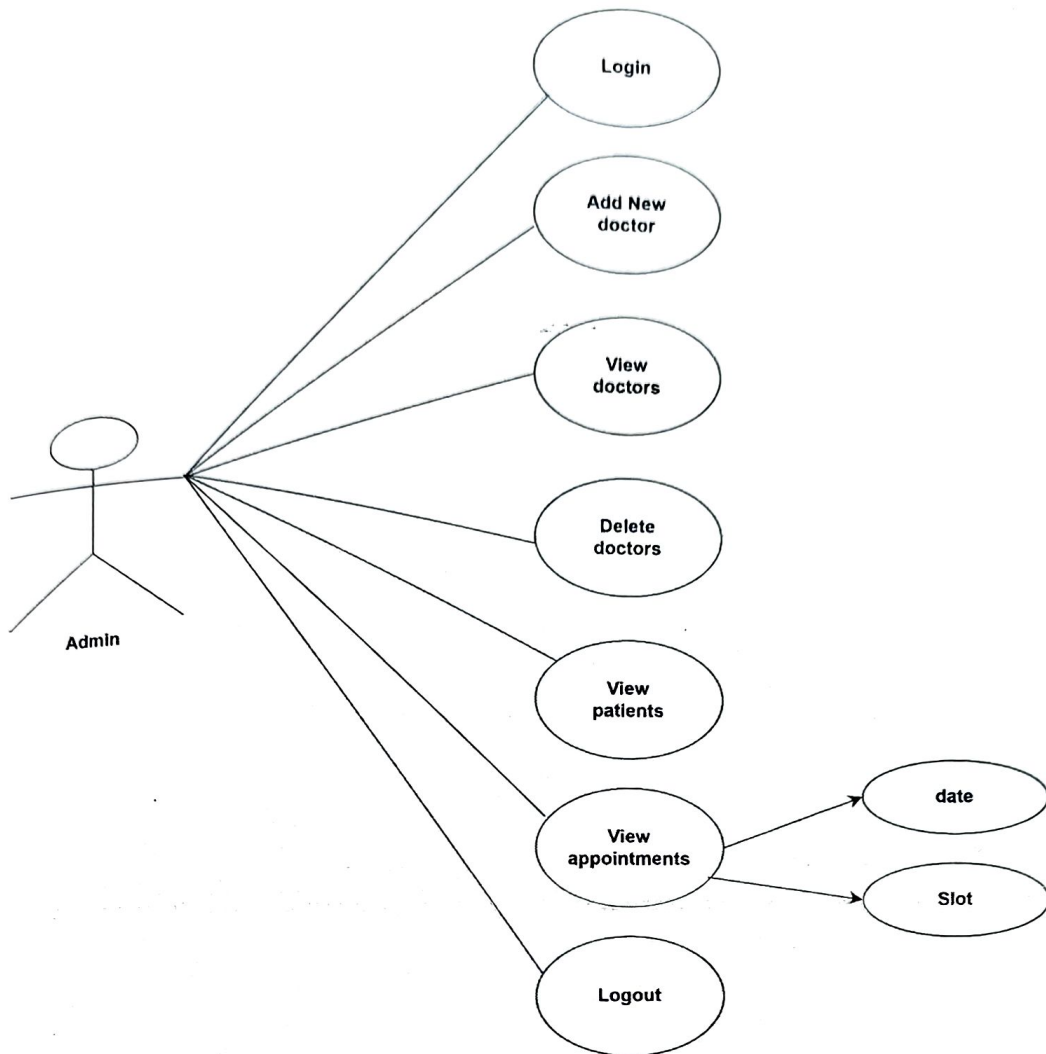 Login
Add New
doctor
View
doctors
Delete
doctors
Admin
View
patients
View
appointments
date
Slot
Logout